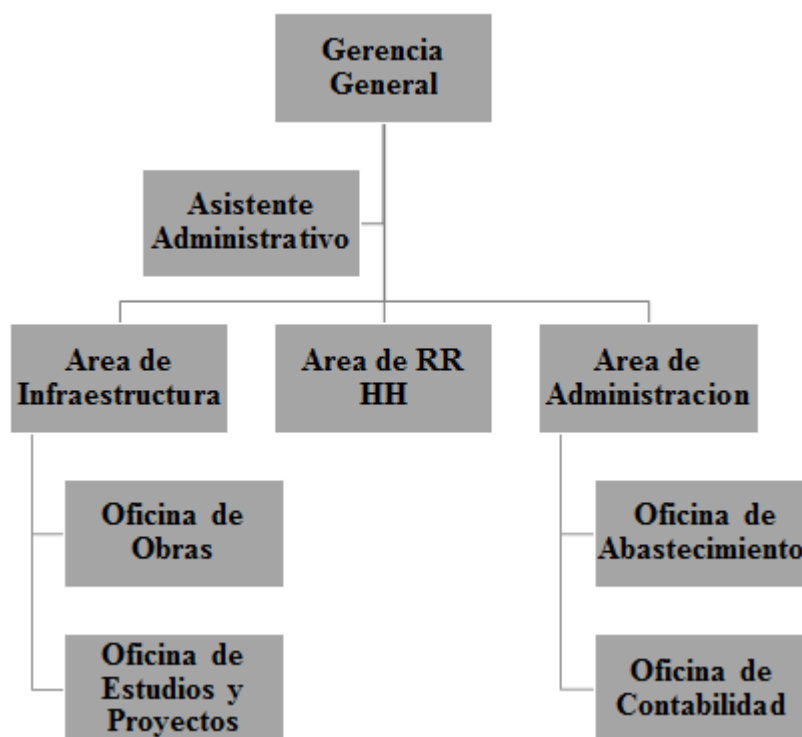 Gerencia
General
Asistente
Administrativo
Area de
Infraestructura
Area de RR
HH
Area de
Administracion
Oficina de
Obras
Oficina de
Abastecimiento
Oficina de
Estudios y
Proyectos
Oficina de
Contabilidad